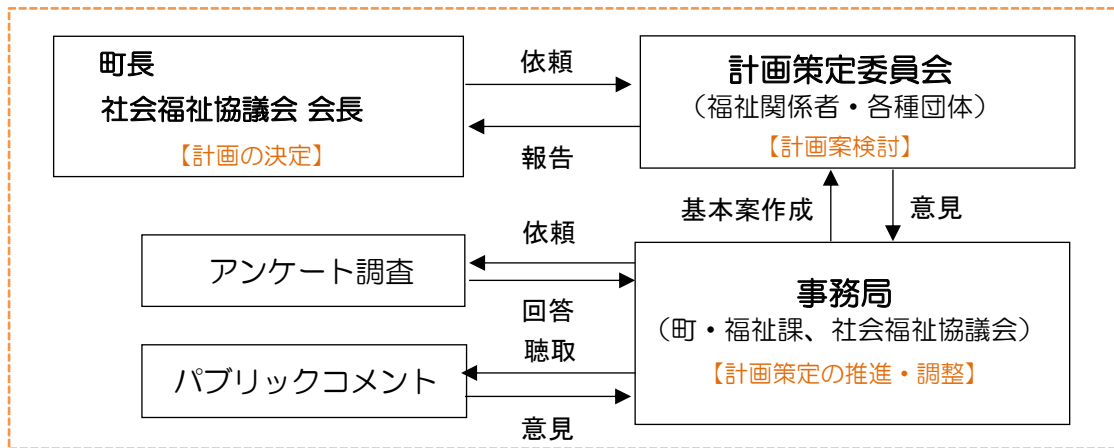 町長
社会福祉協議会 会長
【計画の決定】
依頼
報告
計画策定委員会
（福祉関係者・各種団体）
【計画案検討】
基本案作成
意見
アンケート調査
依頼
回答
パブリックコメント
聴取
意見
事務局
（町・福祉課、社会福祉協議会）
【計画策定の推進・調整】